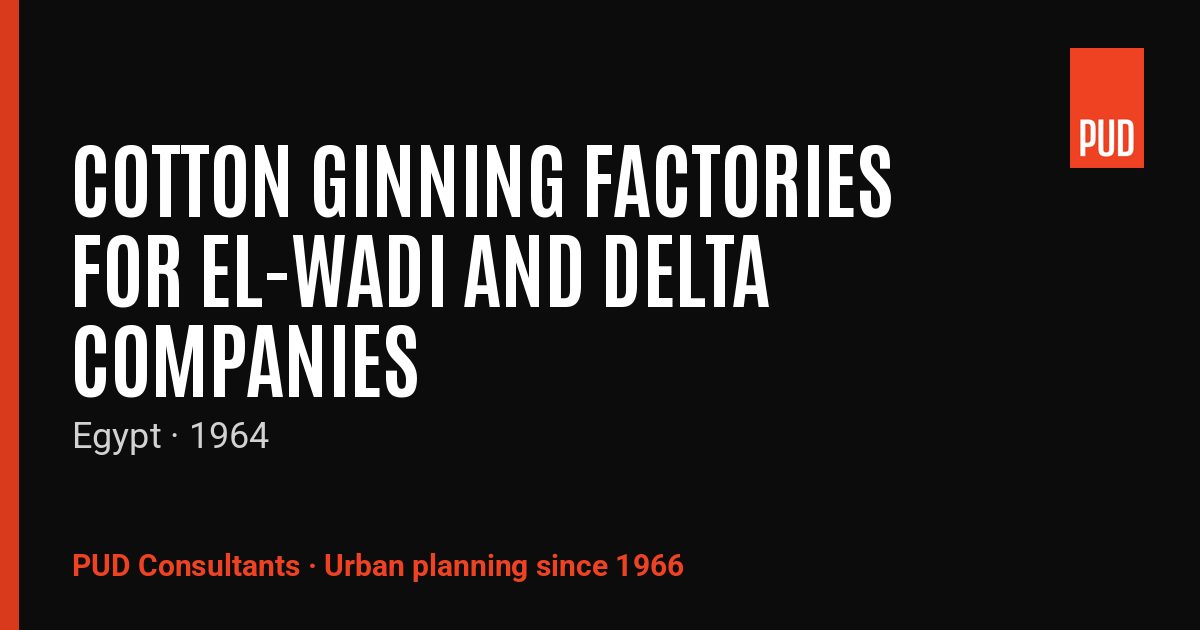 PUD
COTTON GINNING FACTORIES
FOR EL-WADI AND DELTA
COMPANIES
Egypt · 1964
PUD Consultants · Urban planning since 1966